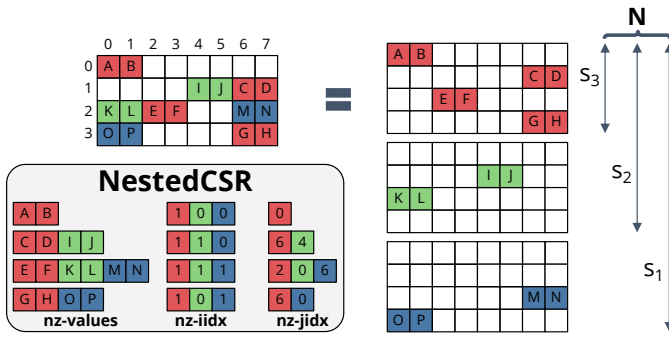 0 1 2 3 4 5 6 7
0 A B
1 I J C D
2 K L E F M N
3 O P G H
=
N
A B
C D
E F
G H
S3
I J
K L
S2
M N
O P
S1
NestedCSR
A B 1 0 0 0
C D I J 1 1 0 6 4
E F K L M N 1 1 1 2 0 6
G H O P 1 0 1 6 0
nz-values nz-iidx nz-jidx